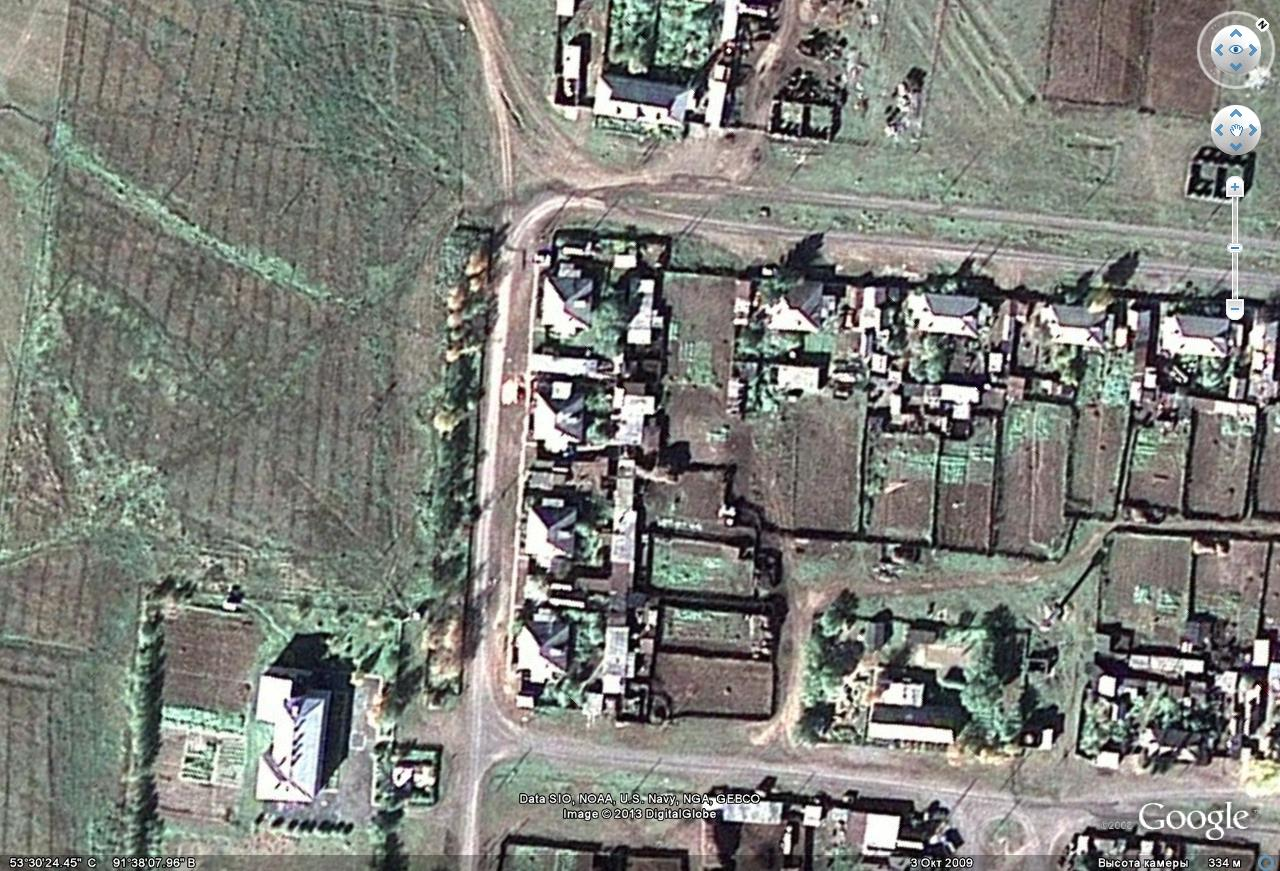 N
Data SIO, NOAA, U.S. Navy, NGA, GEBCO
Image © 2013 DigitalGlobe
©2009 Google
53°30'24.45" С 91°38'07.96" В 3 Окт 2009 Высота камеры 334 м